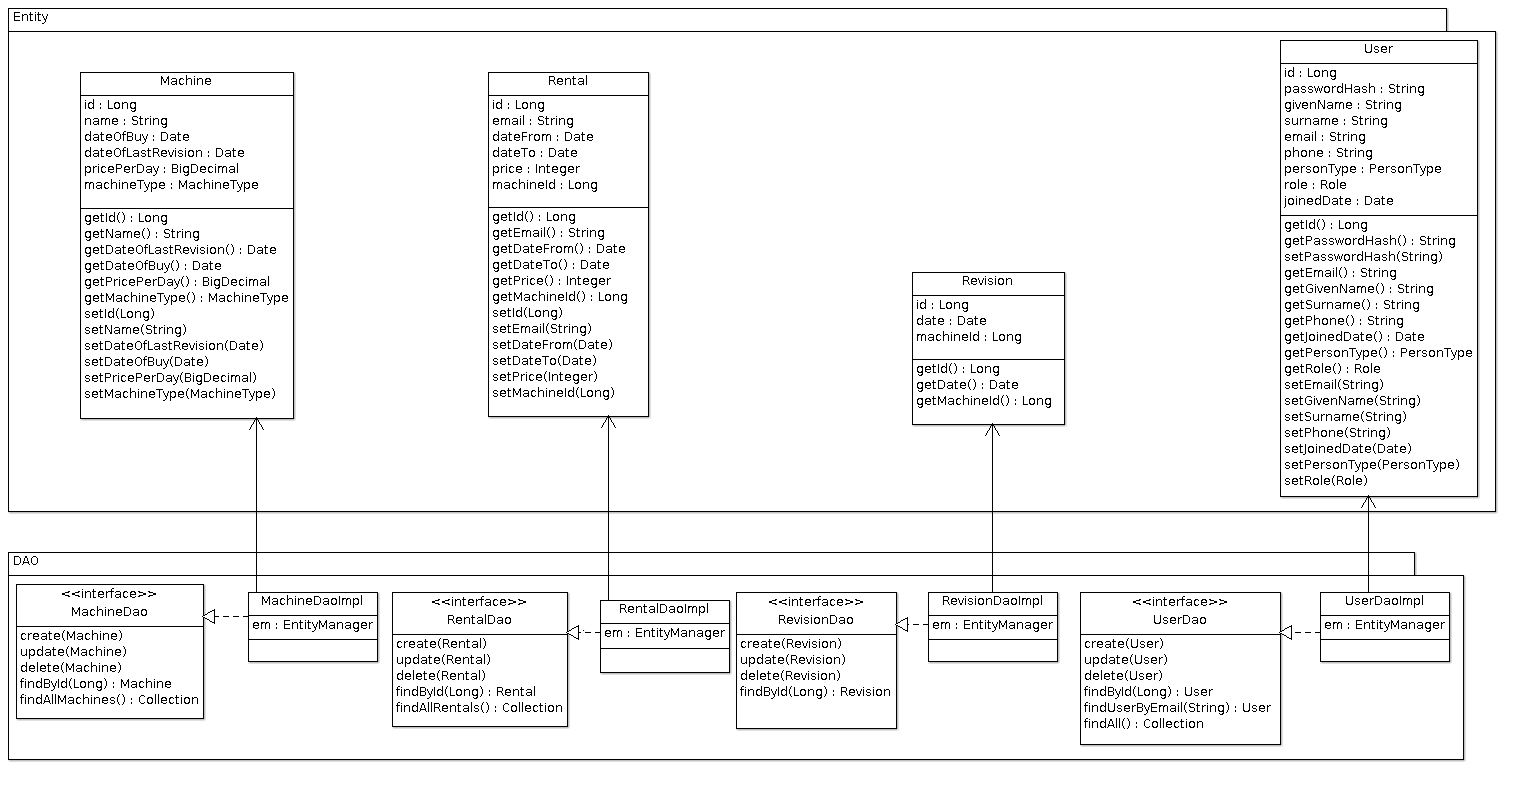 Entity
Machine
id : Long
name : String
dateOfBuy : Date
dateOfLastRevision : Date
pricePerDay : BigDecimal
machineType : MachineType
getId() : Long
getName() : String
getDateOfLastRevision() : Date
getDateOfBuy() : Date
getPricePerDay() : BigDecimal
getMachineType() : MachineType
setId(Long)
setName(String)
setDateOfLastRevision(Date)
setDateOfBuy(Date)
setPricePerDay(BigDecimal)
setMachineType(MachineType)
Rental
id : Long
email : String
dateFrom : Date
dateTo : Date
price : Integer
machineId : Long
getId() : Long
getEmail() : String
getDateFrom() : Date
getDateTo() : Date
getPrice() : Integer
getMachineId() : Long
setId(Long)
setEmail(String)
setDateFrom(Date)
setDateTo(Date)
setPrice(Integer)
setMachineId(Long)
Revision
id : Long
date : Date
machineId : Long
getId() : Long
getDate() : Date
getMachineId() : Long
User
id : Long
passwordHash : String
givenName : String
surname : String
email : String
phone : String
personType : PersonType
role : Role
joinedDate : Date
getId() : Long
getPasswordHash() : String
setPasswordHash(String)
getEmail() : String
getGivenName() : String
getSurname() : String
getPhone() : String
getJoinedDate() : Date
getPersonType() : PersonType
getRole() : Role
setEmail(String)
setGivenName(String)
setSurname(String)
setPhone(String)
setJoinedDate(Date)
setPersonType(PersonType)
setRole(Role)
DAO
<<interface>>
MachineDao
create(Machine)
update(Machine)
delete(Machine)
findById(Long) : Machine
findAllMachines() : Collection
MachineDaoImpl
em : EntityManager
<<interface>>
RentalDao
create(Rental)
update(Rental)
delete(Rental)
findById(Long) : Rental
findAllRentals() : Collection
RentalDaoImpl
em : EntityManager
<<interface>>
RevisionDao
create(Revision)
update(Revision)
delete(Revision)
findById(Long) : Revision
RevisionDaoImpl
em : EntityManager
<<interface>>
UserDao
create(User)
update(User)
delete(User)
findById(Long) : User
findUserByEmail(String) : User
findAll() : Collection
UserDaoImpl
em : EntityManager